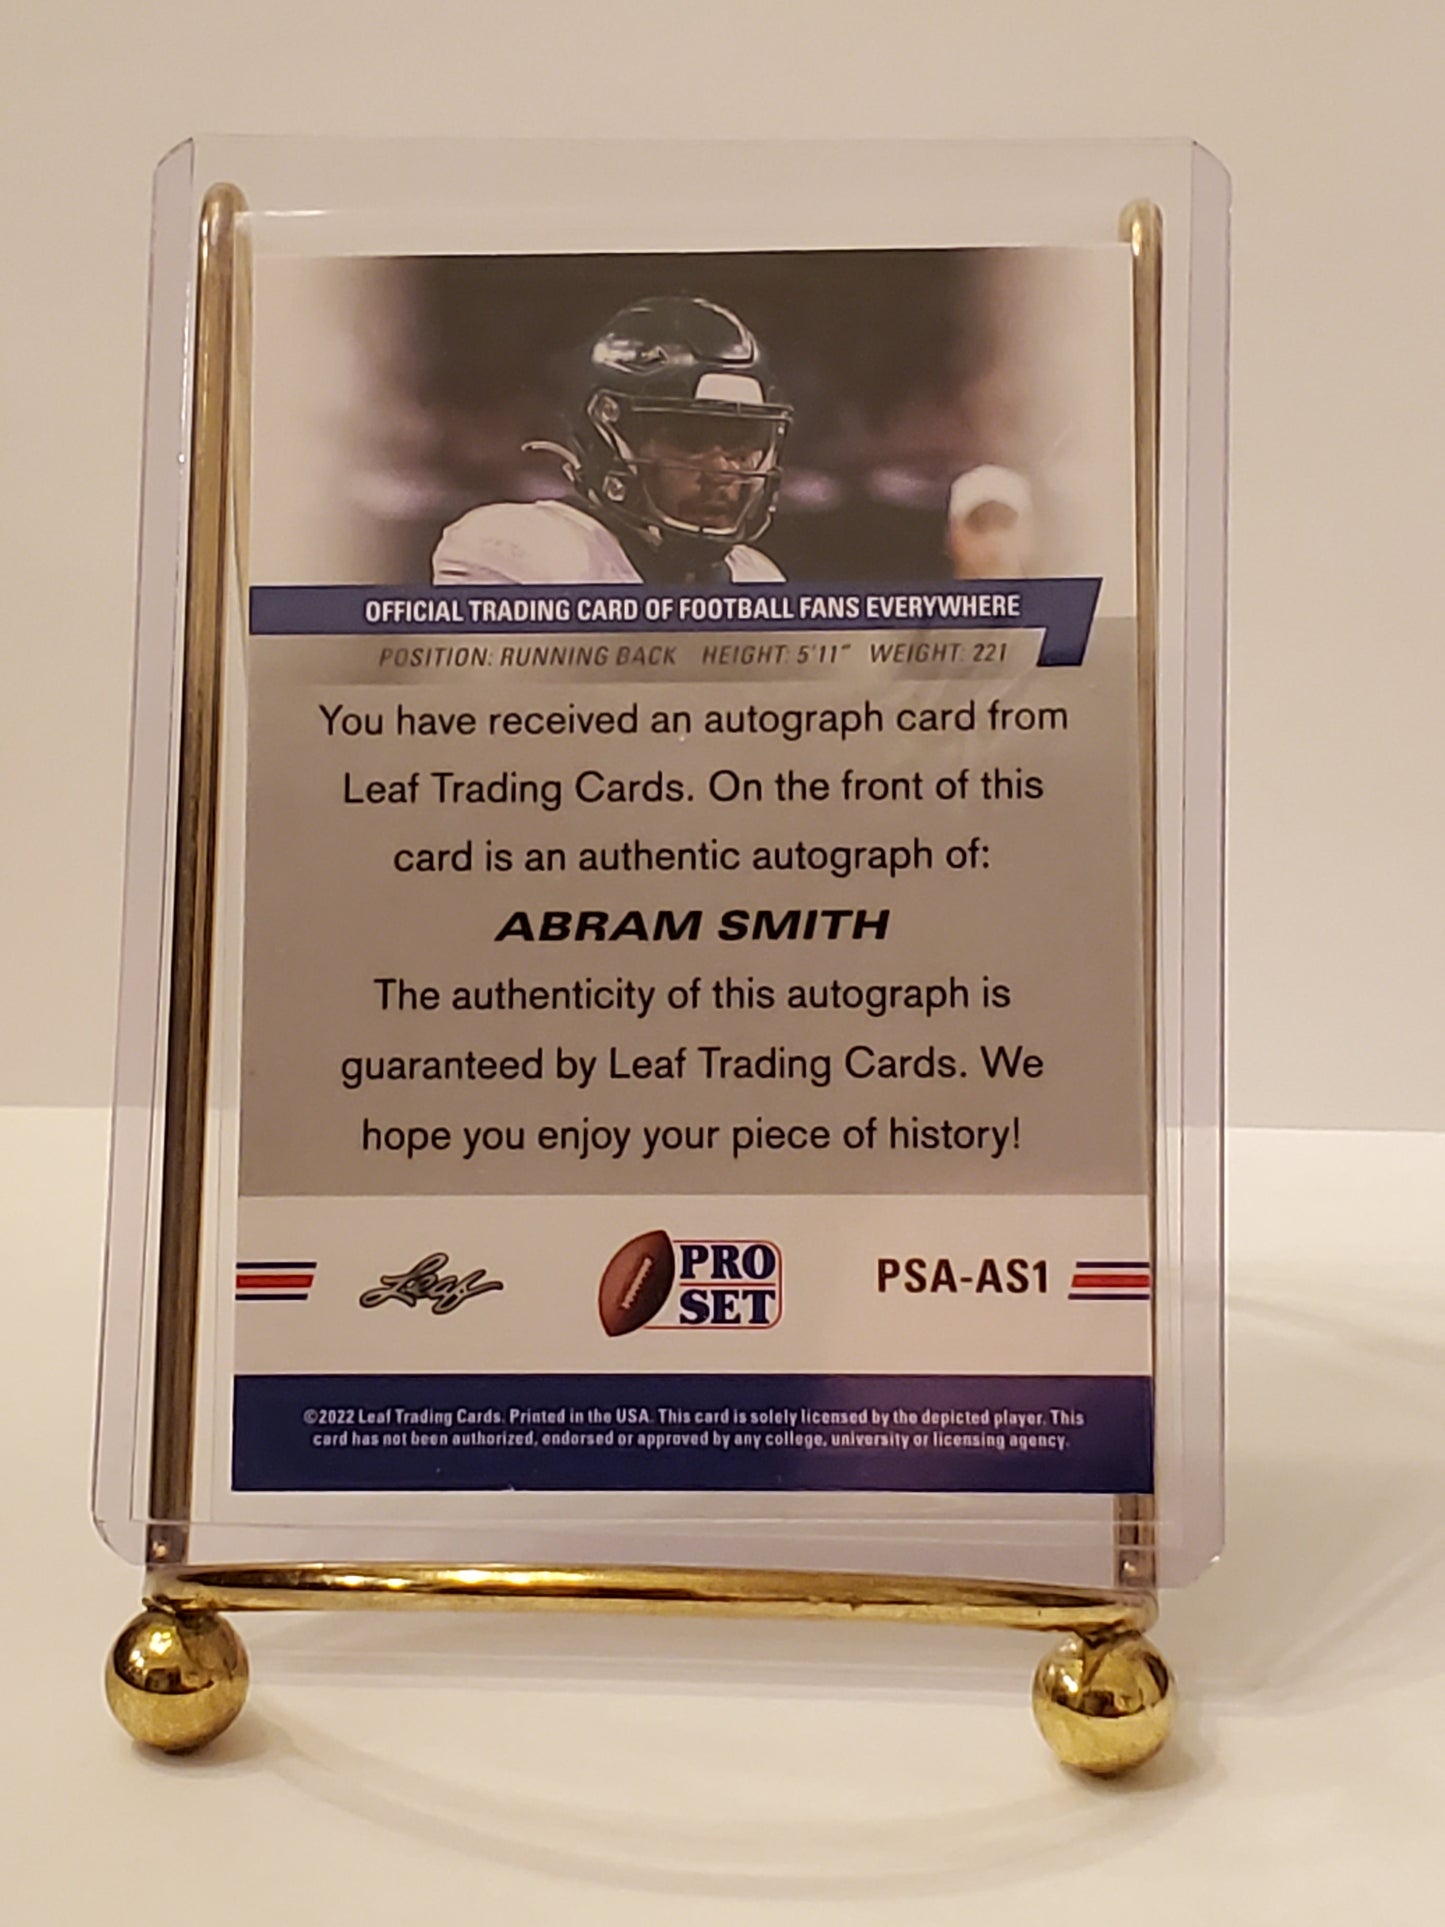 OFFICIAL TRADING CARD OF FOOTBALL FANS EVERYWHERE
POSITION: RUNNING BACK HEIGHT: 5'11" WEIGHT: 221
You have received an autograph card from
Leaf Trading Cards. On the front of this
card is an authentic autograph of:
ABRAM SMITH
The authenticity of this autograph is
guaranteed by Leaf Trading Cards. We
hope you enjoy your piece of history!
Leaf
PRO
SET
PSA-AS1
©2022 Leaf Trading Cards. Printed in the USA. This card is solely licensed by the depicted player. This
card has not been authorized, endorsed or approved by any college, university or licensing agency.